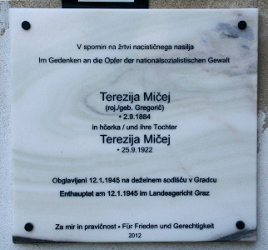 V spomin na žrtvi nacističnega nasilja
Im Gedenken an die Opfer der nationalsozialistischen Gewalt
Terezija Mičej
(roj./geb. Gregorič)
• 2.9.1884
in hčerka / und ihre Tochter
Terezija Mičej
• 25.9.1922
Obglavljeni 12.1.1945 na deželnem sodišču v Gradcu
Enthauptet am 12.1.1945 im Landesgericht Graz
Za mir in pravičnost • Für Frieden und Gerechtigkeit
2012